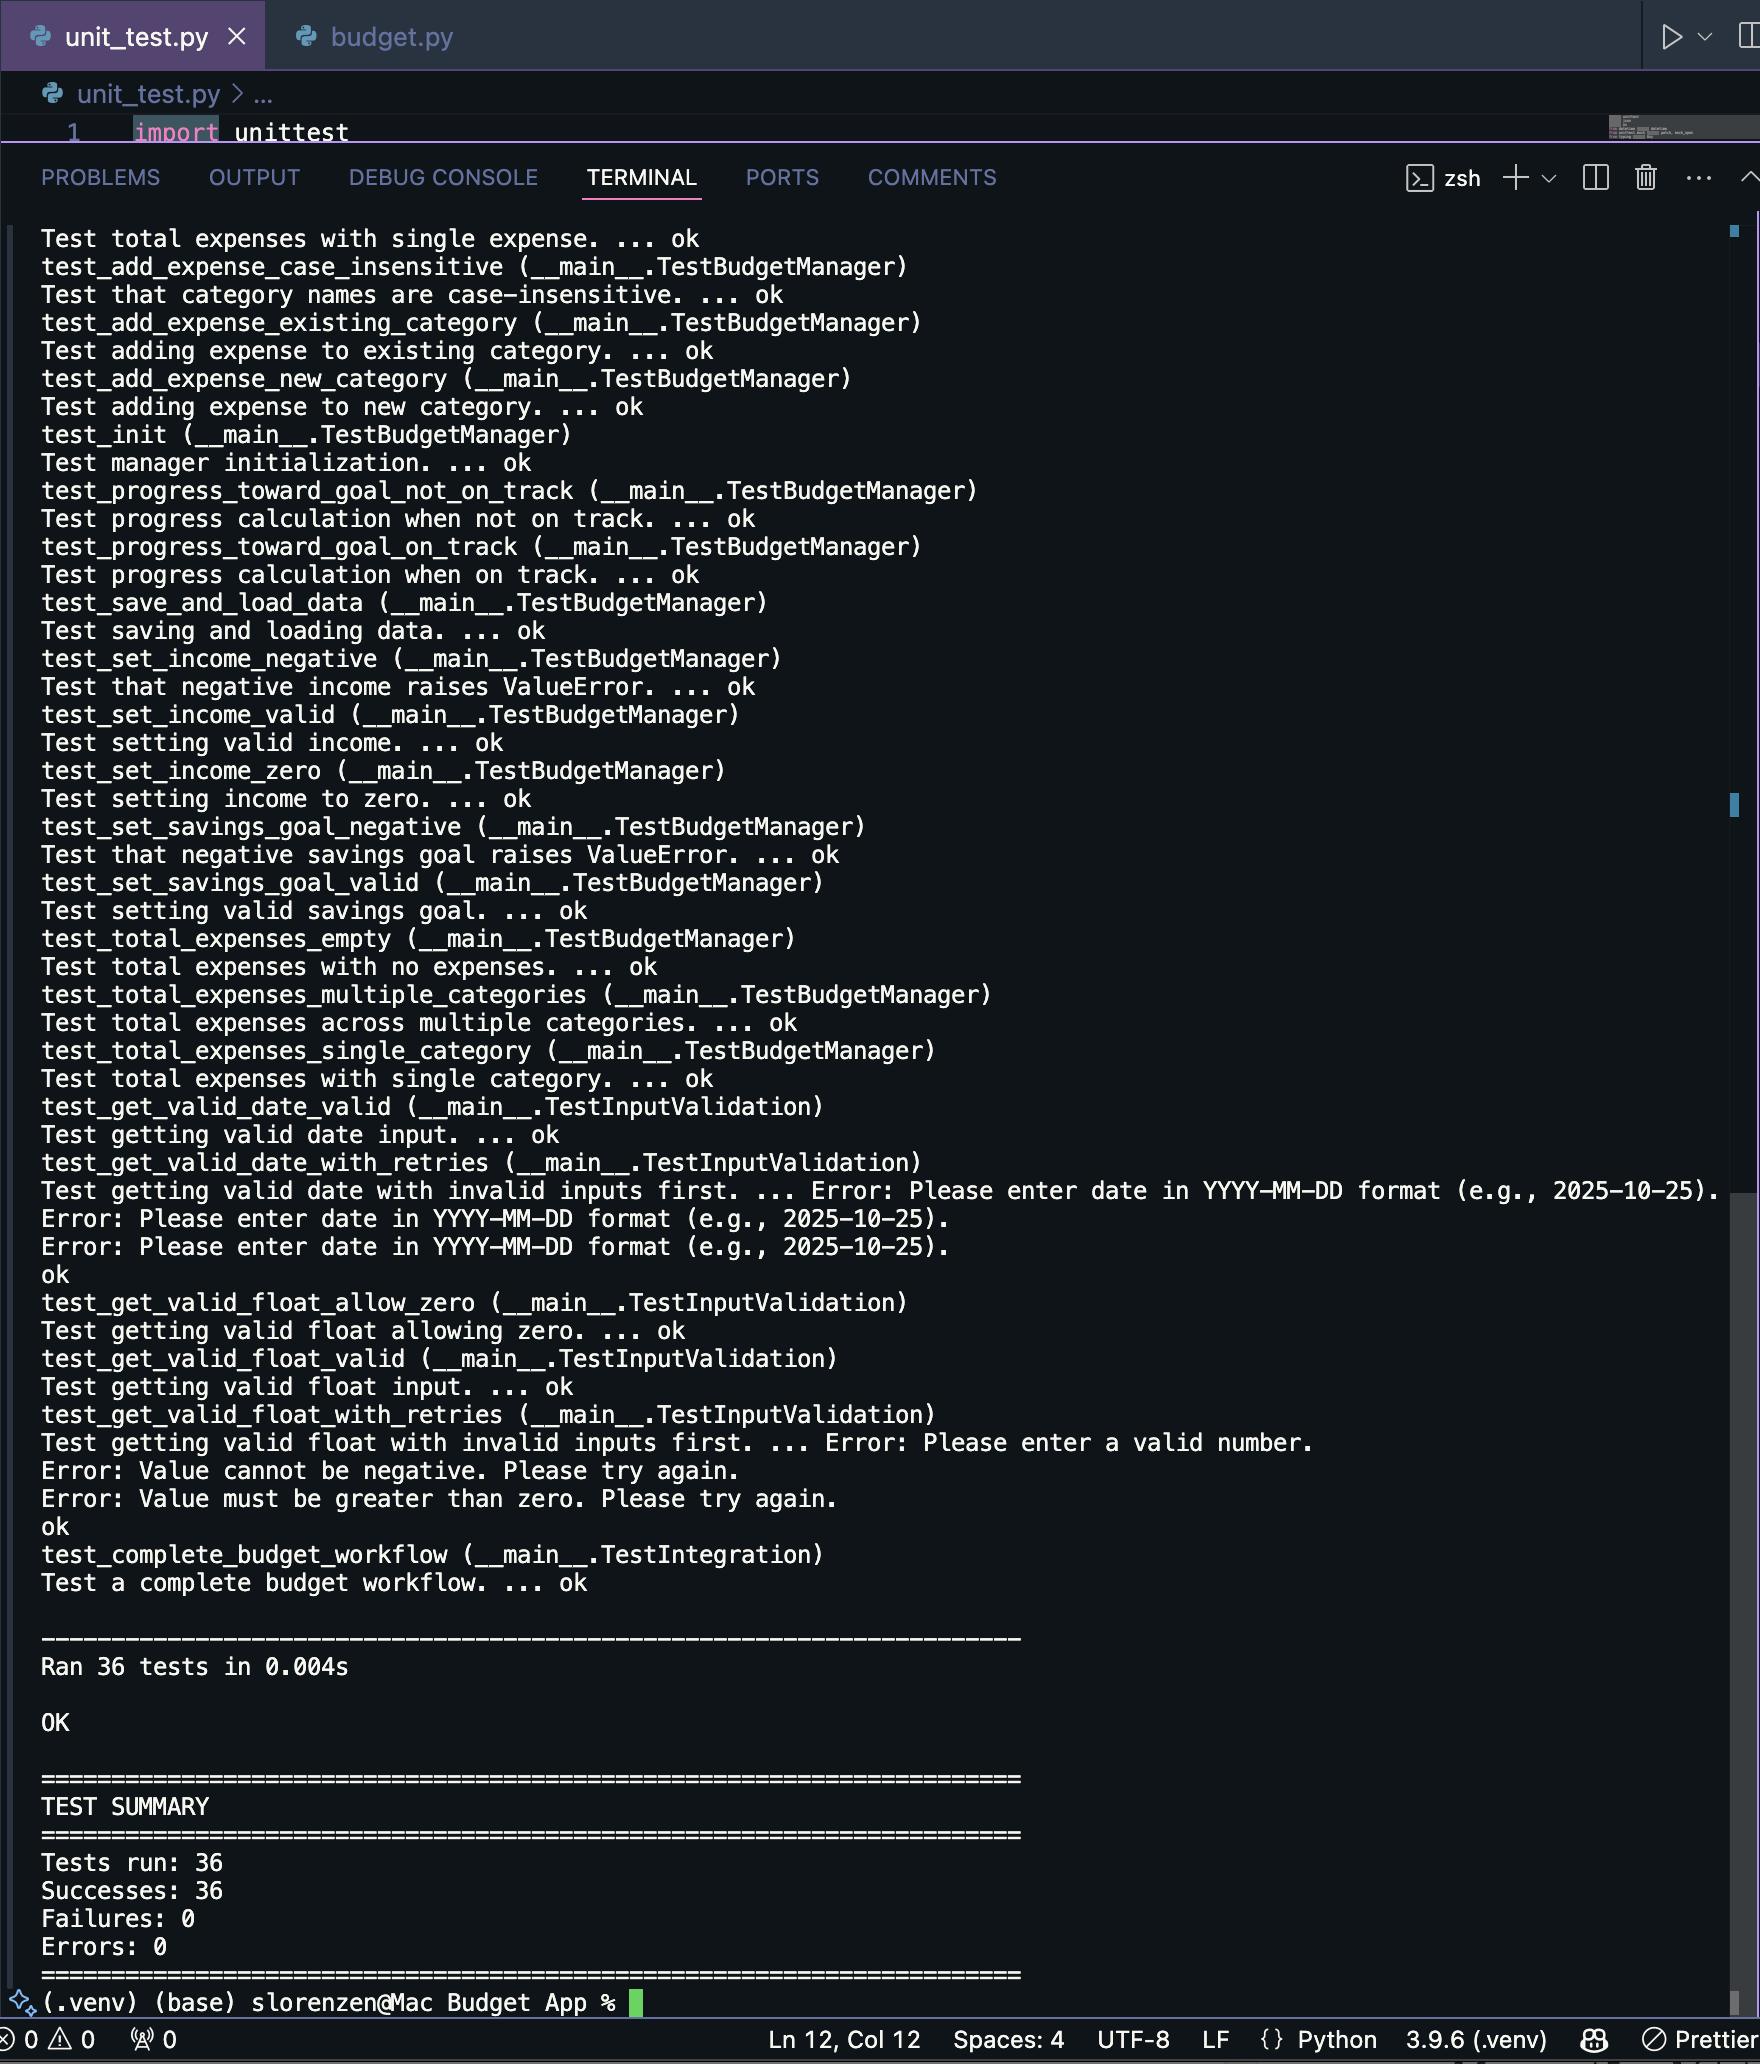 unit_test.py
budget.py
unit_test.py > ...
1 import unittest
PROBLEMS OUTPUT DEBUG CONSOLE TERMINAL PORTS COMMENTS zsh
Test total expenses with single expense. ... ok
test_add_expense_case_insensitive (__main__.TestBudgetManager)
Test that category names are case-insensitive. ... ok
test_add_expense_existing_category (__main__.TestBudgetManager)
Test adding expense to existing category. ... ok
test_add_expense_new_category (__main__.TestBudgetManager)
Test adding expense to new category. ... ok
test_init (__main__.TestBudgetManager)
Test manager initialization. ... ok
test_progress_toward_goal_not_on_track (__main__.TestBudgetManager)
Test progress calculation when not on track. ... ok
test_progress_toward_goal_on_track (__main__.TestBudgetManager)
Test progress calculation when on track. ... ok
test_save_and_load_data (__main__.TestBudgetManager)
Test saving and loading data. ... ok
test_set_income_negative (__main__.TestBudgetManager)
Test that negative income raises ValueError. ... ok
test_set_income_valid (__main__.TestBudgetManager)
Test setting valid income. ... ok
test_set_income_zero (__main__.TestBudgetManager)
Test setting income to zero. ... ok
test_set_savings_goal_negative (__main__.TestBudgetManager)
Test that negative savings goal raises ValueError. ... ok
test_set_savings_goal_valid (__main__.TestBudgetManager)
Test setting valid savings goal. ... ok
test_total_expenses_empty (__main__.TestBudgetManager)
Test total expenses with no expenses. ... ok
test_total_expenses_multiple_categories (__main__.TestBudgetManager)
Test total expenses across multiple categories. ... ok
test_total_expenses_single_category (__main__.TestBudgetManager)
Test total expenses with single category. ... ok
test_get_valid_date_valid (__main__.TestInputValidation)
Test getting valid date input. ... ok
test_get_valid_date_with_retries (__main__.TestInputValidation)
Test getting valid date with invalid inputs first. ... Error: Please enter date in YYYY-MM-DD format (e.g., 2025-10-25).
Error: Please enter date in YYYY-MM-DD format (e.g., 2025-10-25).
Error: Please enter date in YYYY-MM-DD format (e.g., 2025-10-25).
ok
test_get_valid_float_allow_zero (__main__.TestInputValidation)
Test getting valid float allowing zero. ... ok
test_get_valid_float_valid (__main__.TestInputValidation)
Test getting valid float input. ... ok
test_get_valid_float_with_retries (__main__.TestInputValidation)
Test getting valid float with invalid inputs first. ... Error: Please enter a valid number.
Error: Value cannot be negative. Please try again.
Error: Value must be greater than zero. Please try again.
ok
test_complete_budget_workflow (__main__.TestIntegration)
Test a complete budget workflow. ... ok
----------------------------------------------------------------------
Ran 36 tests in 0.004s
OK
======================================================================
TEST SUMMARY
======================================================================
Tests run: 36
Successes: 36
Failures: 0
Errors: 0
======================================================================
(.venv) (base) slorenzen@Mac Budget App %
0 0 0 Ln 12, Col 12 Spaces: 4 UTF-8 LF {} Python 3.9.6 (.venv) Prettier